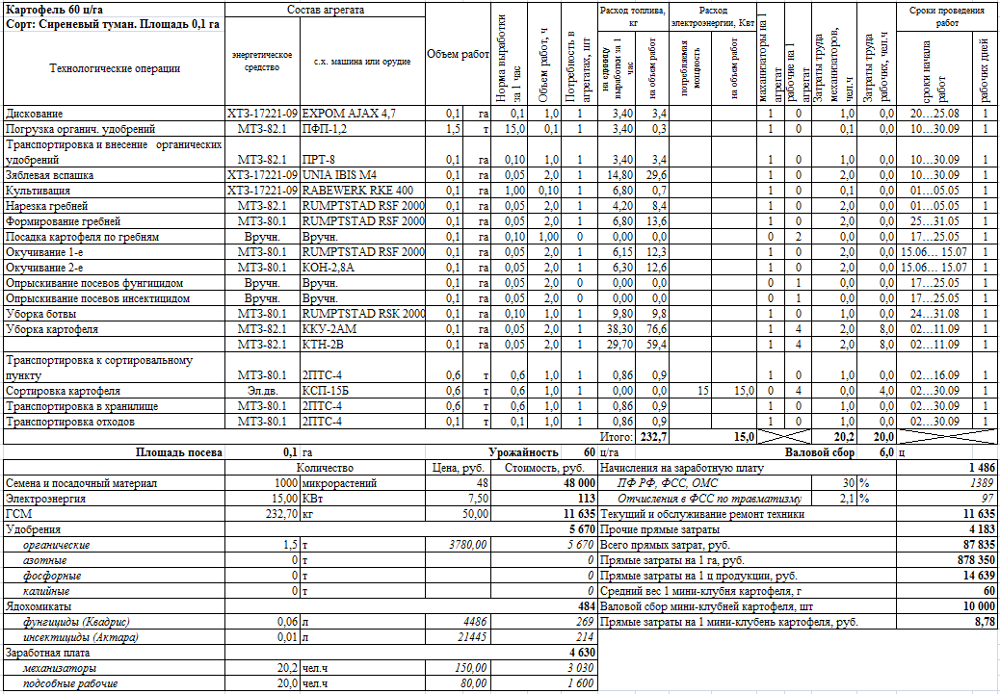 Картофель 60 ц/га
Сорт: Сиреневый туман. Площадь 0,1 га
Технологические операции
Состав агрегата
энергетическое средство
с.х. машина или орудие
Объем работ
Норма выработки за 1 час
Объем работ, ч
Потребность в агрегатах, шт
Расход топлива, кг
на единицу выработки за 1 час
на объем работ
Расход электроэнергии, Квт
потребляемая мощность
на объем работ
механизаторы на 1 агрегат
рабочие на 1 агрегат
Затраты труда механизаторов, чел.ч
Затраты труда рабочих, чел.ч
Сроки проведения работ
сроки начала работ
рабочих дней
Дискование ХТЗ-17221-09 EXPOM AJAX 4,7 0,1 га 0,1 1,0 1 3,40 3,4 1 0 1,0 0,0 20…25.08 1
Погрузка органич. удобрений МТЗ-82.1 ПФП-1,2 1,5 т 15,0 0,1 1 3,40 0,3 1 0 0,1 0,0 10…30.09 1
Транспортировка и внесение органических
удобрений МТЗ-82.1 ПРТ-8 0,1 га 0,10 1,0 1 3,40 3,4 1 0 1,0 0,0 10…30.09 1
Зяблевая вспашка ХТЗ-17221-09 UNIA IBIS M4 0,1 га 0,05 2,0 1 14,80 29,6 1 0 2,0 0,0 10…30.09 1
Культивация ХТЗ-17221-09 RABEWERK RKE 400 0,1 га 1,00 0,10 1 6,80 0,7 1 0 0,1 0,0 01…05.05 1
Нарезка гребней МТЗ-82.1 RUMPTSTAD RSF 2000 0,1 га 0,05 2,0 1 4,20 8,4 1 0 2,0 0,0 01…05.05 1
Формирование гребней МТЗ-80.1 RUMPTSTAD RSF 2000 0,1 га 0,05 2,0 1 6,80 13,6 1 0 2,0 0,0 25…31.05 1
Посадка картофеля по гребням Вручн. Вручн. 0,1 га 0,10 1,00 0 0,00 0,0 0 2 0,0 0,0 17…25.05 1
Окучивание 1-е МТЗ-80.1 RUMPTSTAD RSF 2000 0,1 га 0,05 2,0 1 6,15 12,3 1 0 2,0 0,0 15.06… 15.07 1
Окучивание 2-е МТЗ-80.1 КОН-2,8А 0,1 га 0,05 2,0 1 6,30 12,6 1 0 2,0 0,0 15.06… 15.07 1
Опрыскивание посевов фунгицидом Вручн. Вручн. 0,1 га 0,05 2,0 0 0,00 0,0 0 1 0,0 0,0 17…25.05 1
Опрыскивание посевов инсектицидом Вручн. Вручн. 0,1 га 0,05 2,0 0 0,00 0,0 0 1 0,0 0,0 17…25.05 1
Уборка ботвы МТЗ-80.1 RUMPTSTAD RSK 2000 0,1 га 0,10 1,0 1 9,80 9,8 1 0 1,0 0,0 24…31.08 1
Уборка картофеля МТЗ-82.1 ККУ-2АМ 0,1 га 0,05 2,0 1 38,30 76,6 1 4 2,0 8,0 02…11.09 1
МТЗ-82.1 КТН-2В 0,1 га 0,05 2,0 1 29,70 59,4 1 4 2,0 8,0 02…11.09 1
Транспортировка к сортировальному
пункту МТЗ-80.1 2ПТС-4 0,6 т 0,6 1,0 1 0,86 0,9 1 0 1,0 0,0 02…16.09 1
Сортировка картофеля Эл.дв. КСП-15Б 0,6 т 0,6 1,0 1 0,00 0,0 15 15,0 0 4 0,0 4,0 02…30.09 1
Транспортировка в хранилище МТЗ-80.1 2ПТС-4 0,6 т 0,6 1,0 1 0,86 0,9 1 0 1,0 0,0 02…30.09 1
Транспортировка отходов МТЗ-80.1 2ПТС-4 0,1 т 0,1 1,0 1 0,86 0,9 1 0 1,0 0,0 02…30.09 1
Итого: 232,7 15,0 20,2 20,0
Площадь посева 0,1 га Урожайность 60 ц/га Валовой сбор 6,0 ц
Количество Цена, руб. Стоимость, руб. Начисления на заработную плату 1 486
Семена и посадочный материал 1000 микрорастений 48 48 000 ПФ РФ, ФСС, ОМС 30 % 1389
Электроэнергия 15,00 КВт 7,50 113 Отчисления в ФСС по травматизму 2,1 % 97
ГСМ 232,70 кг 50,00 11 635 Текущий и обслуживание ремонт техники 11 635
Удобрения 5 670 Прочие прямые затраты 4 183
органические 1,5 т 3780,00 5 670 Всего прямых затрат, руб. 87 835
азотные 0 т 0 Прямые затраты на 1 га, руб. 878 350
фосфорные 0 т 0 Прямые затраты на 1 ц продукции, руб. 14 639
калийные 0 т 0 Средний вес 1 мини-клубня картофеля, г 60
Ядохомикаты 484 Валовой сбор мини-клубней картофеля, шт 10 000
фунгициды (Квадрис) 0,06 л 4486 269 Прямые затраты на 1 мини-клубень картофеля, руб. 8,78
инсектициды (Актара) 0,01 л 21445 214
Заработная плата 4 630
механизаторы 20,2 чел.ч 150,00 3 030
подсобные рабочие 20,0 чел.ч 80,00 1 600